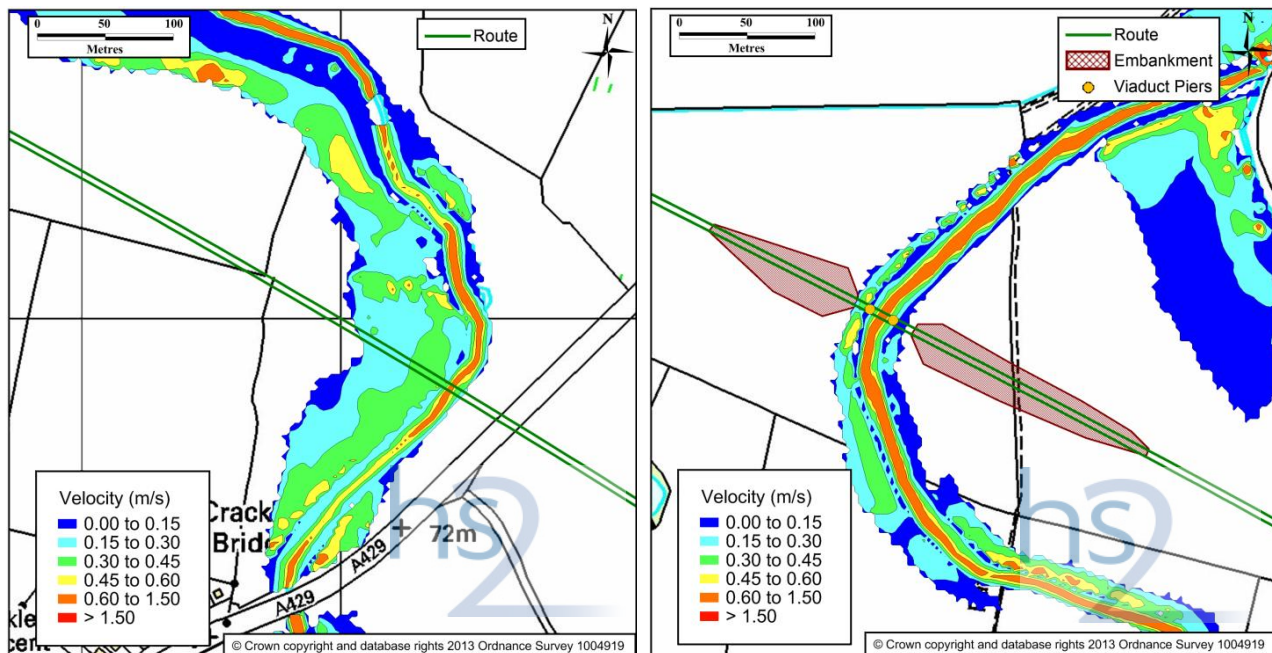 0 50 100
Metres
Route
N
Velocity (m/s)
0.00 to 0.15
0.15 to 0.30
0.30 to 0.45
0.45 to 0.60
0.60 to 1.50
> 1.50
Crack
Brid
72m
A429
A429
kle
cent
hs2
© Crown copyright and database rights 2013 Ordnance Survey 1004919
0 50 100
Metres
N
Route
Embankment
Viaduct Piers
Velocity (m/s)
0.00 to 0.15
0.15 to 0.30
0.30 to 0.45
0.45 to 0.60
0.60 to 1.50
> 1.50
hs2
© Crown copyright and database rights 2013 Ordnance Survey 1004919